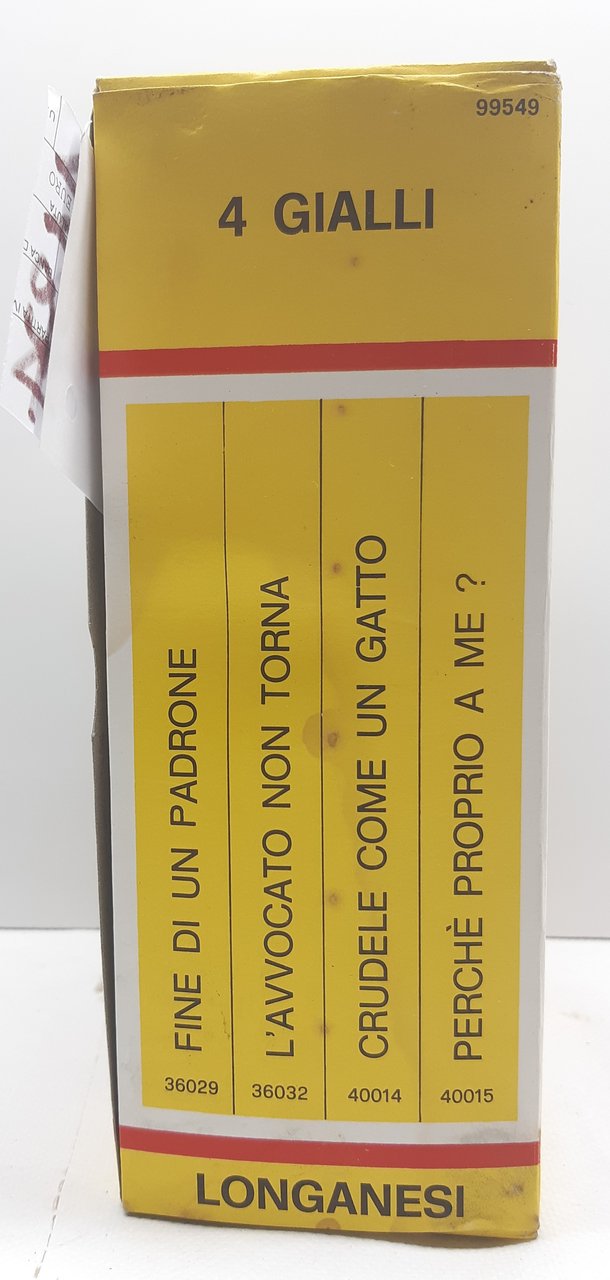 99549
4 GIALLI
FINE DI UN PADRONE
36029
L'AVVOCATO NON TORNA
36032
CRUDELE COME UN GATTO
40014
PERCHÈ PROPRIO A ME ?
40015
LONGANESI
EURO